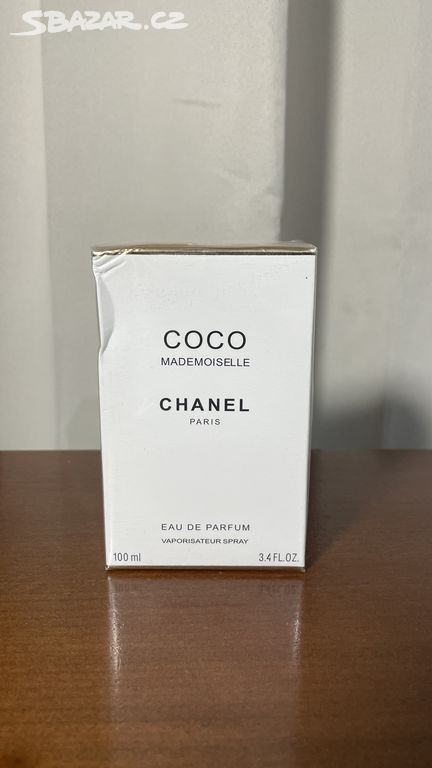 SBAZAR.CZ
COCO
MADEMOISELLE
CHANEL
PARIS
EAU DE PARFUM
VAPORISATEUR SPRAY
100 ml 3.4 FL.OZ.